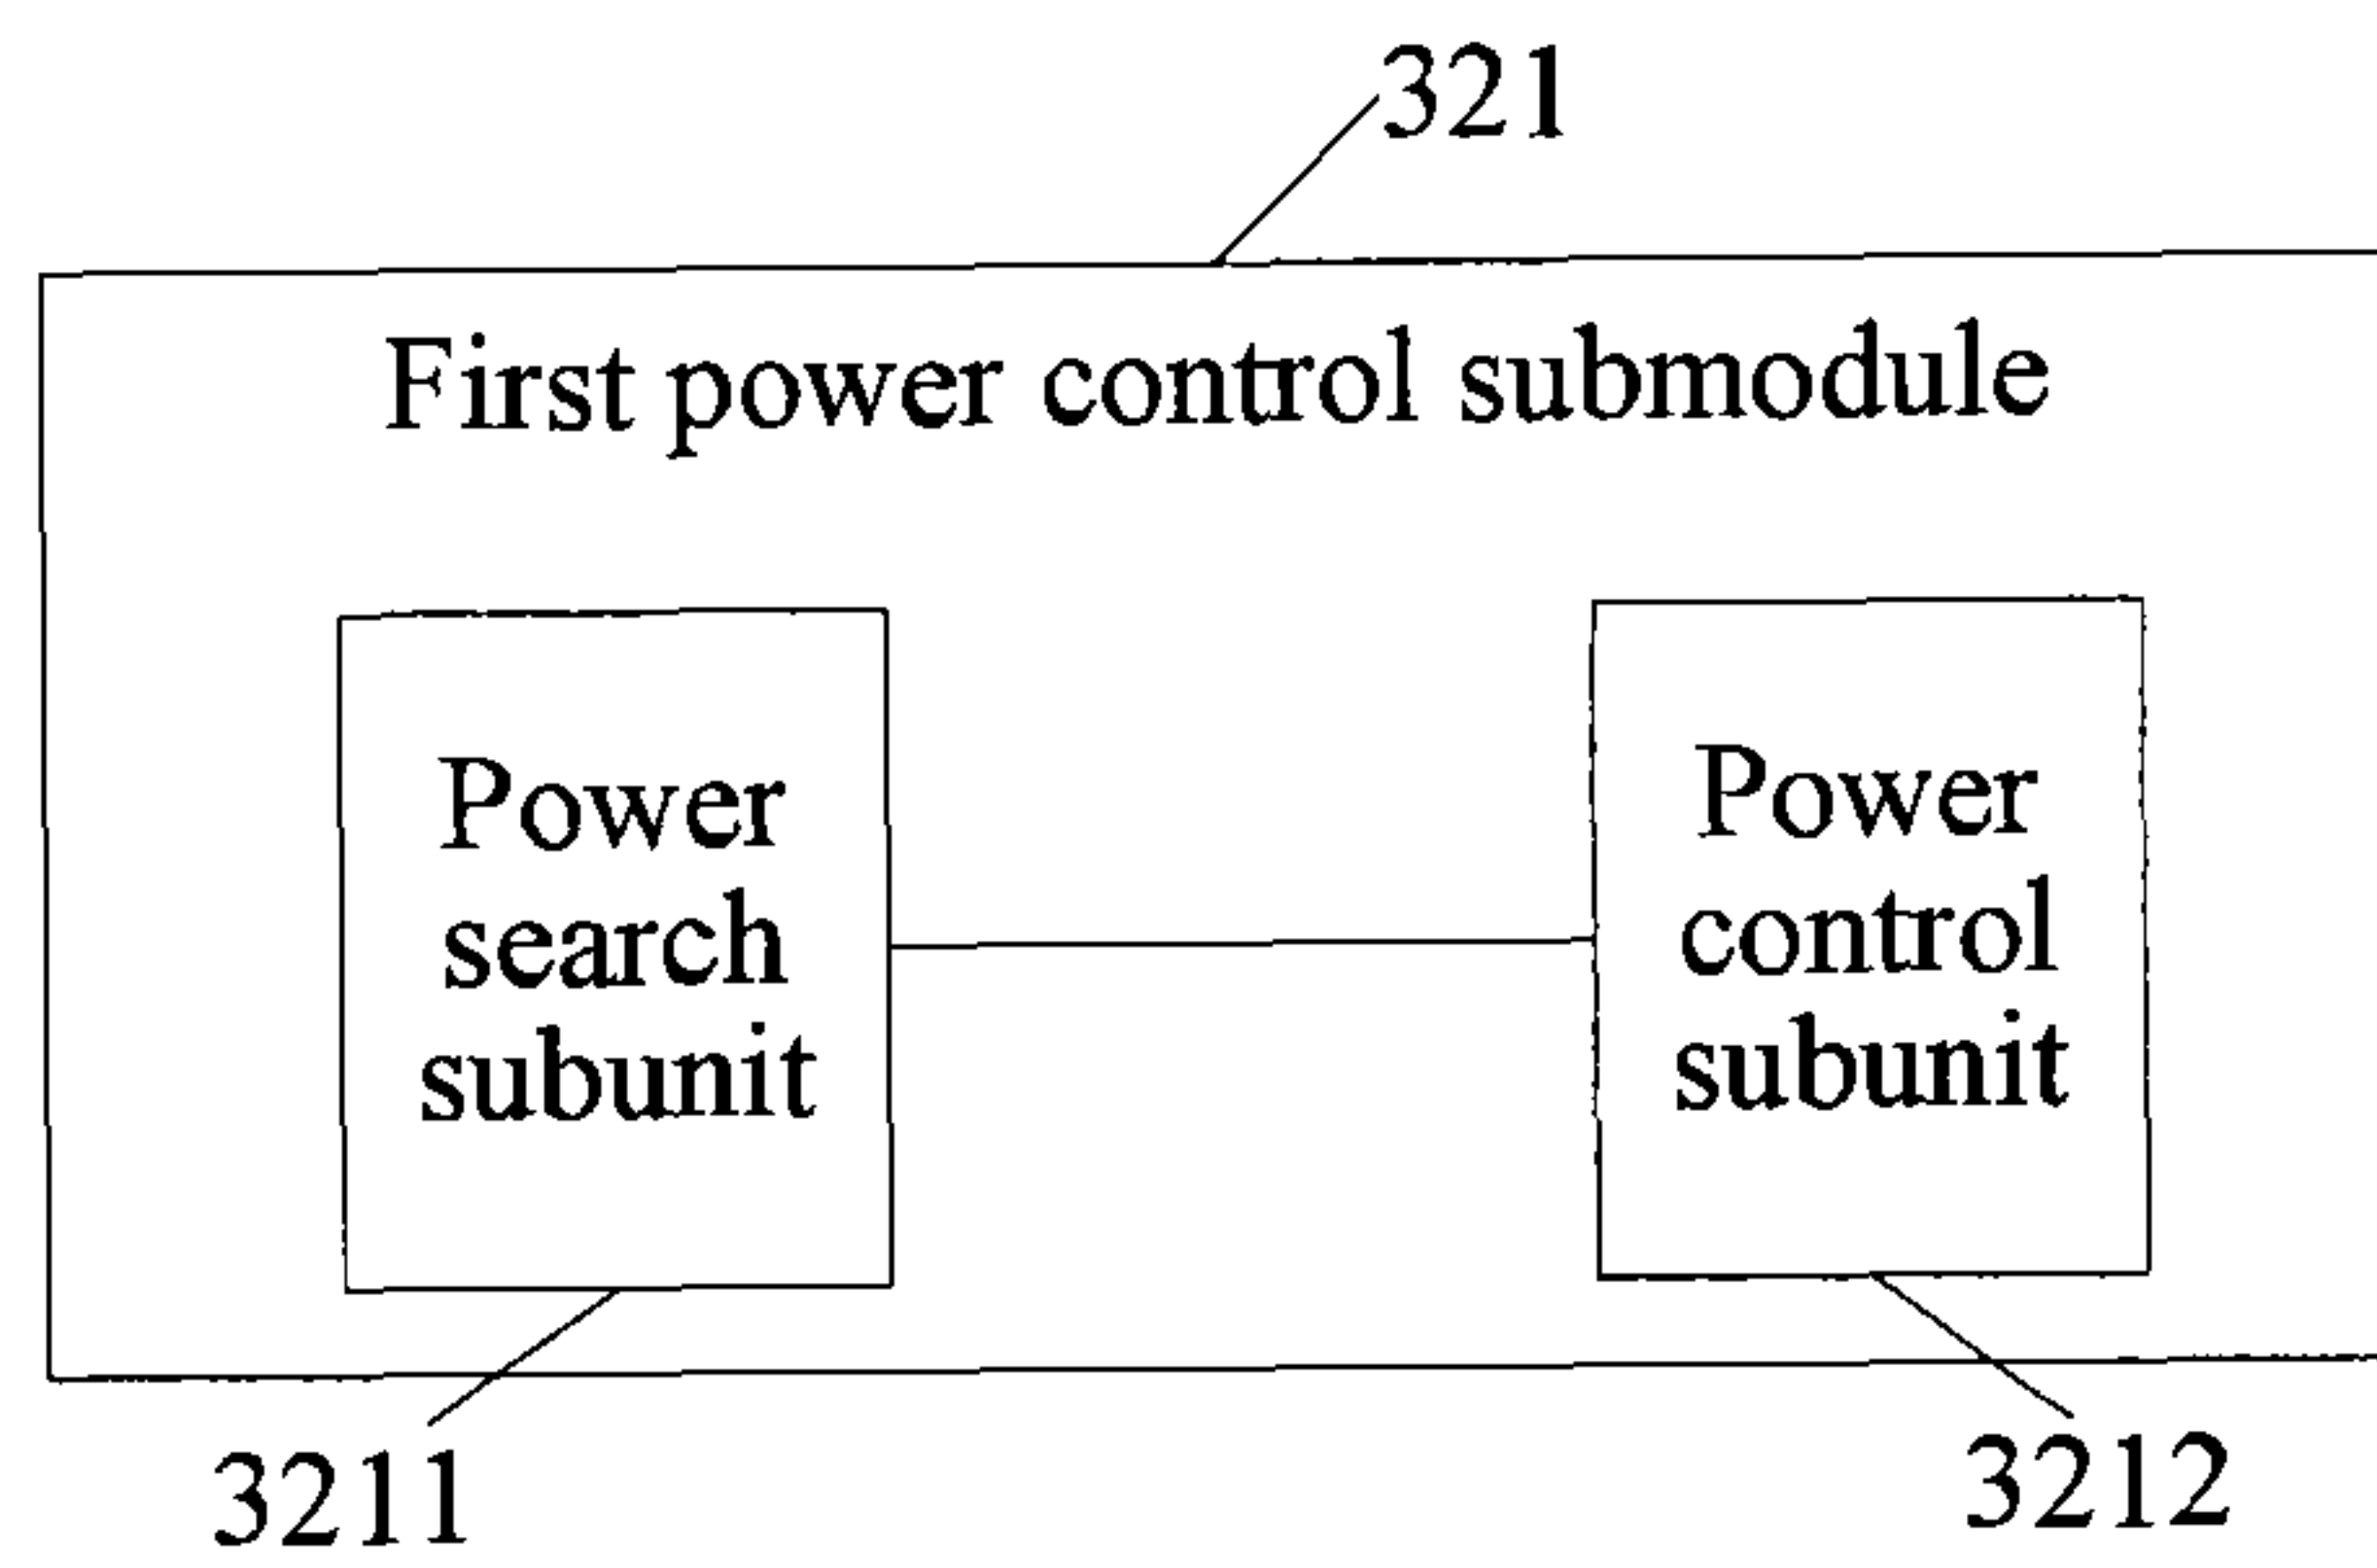 321
First power control submodule
Power
search
subunit
Power
control
subunit
3211
3212